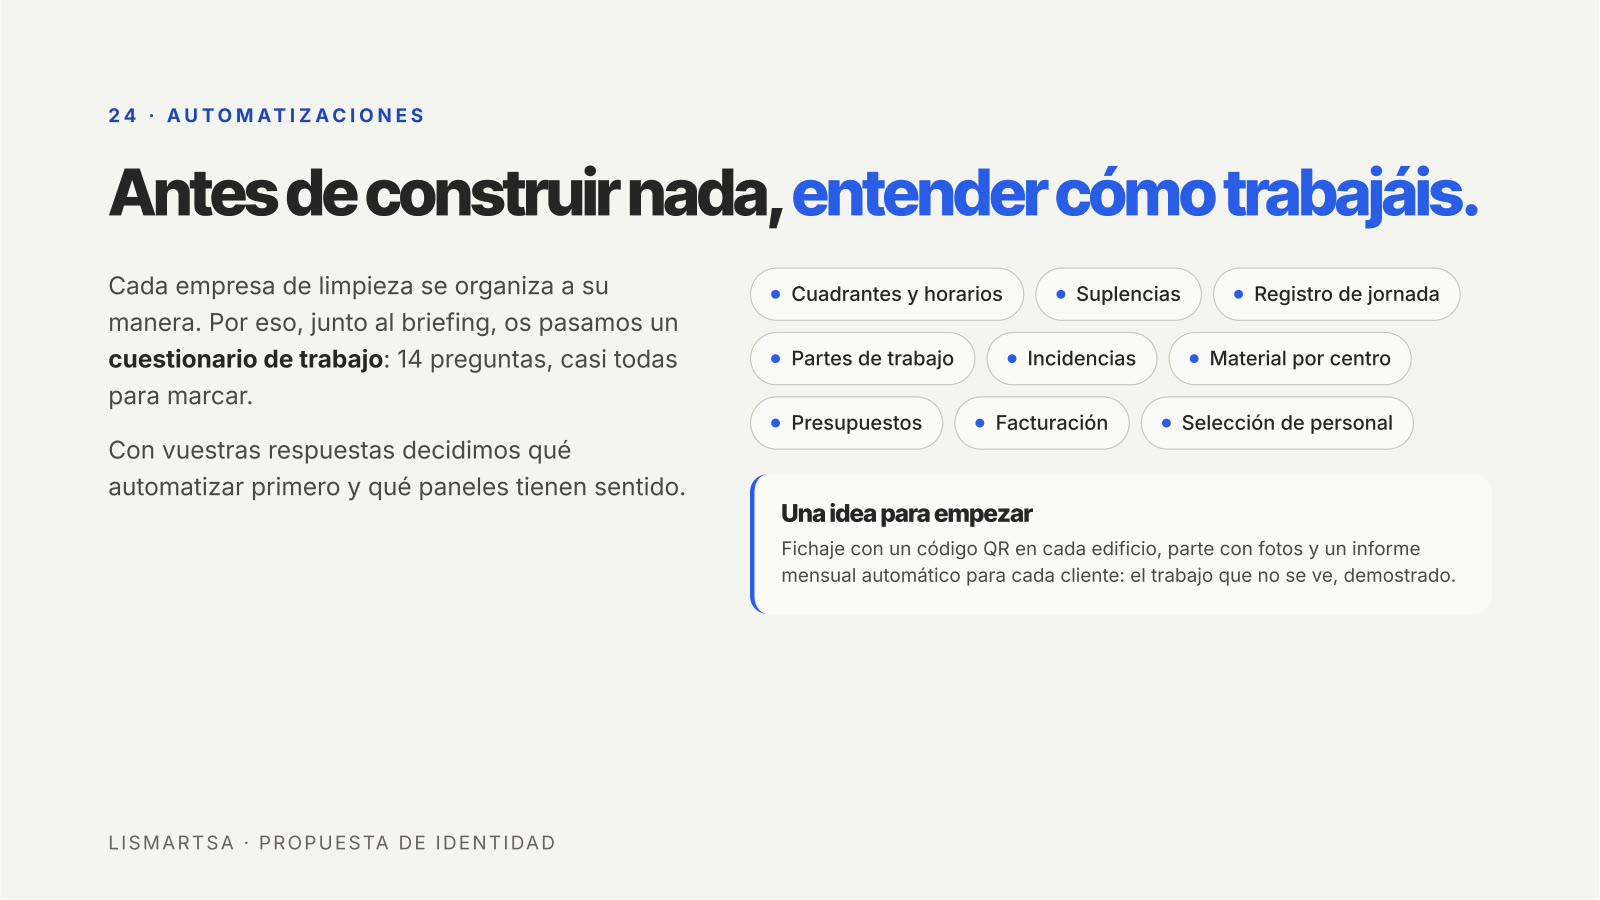 24 · AUTOMATIZACIONES
Antes de construir nada, entender cómo trabajáis.
Cada empresa de limpieza se organiza a su
manera. Por eso, junto al briefing, os pasamos un
cuestionario de trabajo: 14 preguntas, casi todas
para marcar.
Con vuestras respuestas decidimos qué
automatizar primero y qué paneles tienen sentido.
Cuadrantes y horarios
Suplencias
Registro de jornada
Partes de trabajo
Incidencias
Material por centro
Presupuestos
Facturación
Selección de personal
Una idea para empezar
Fichaje con un código QR en cada edificio, parte con fotos y un informe
mensual automático para cada cliente: el trabajo que no se ve, demostrado.
LISMARTSA · PROPUESTA DE IDENTIDAD